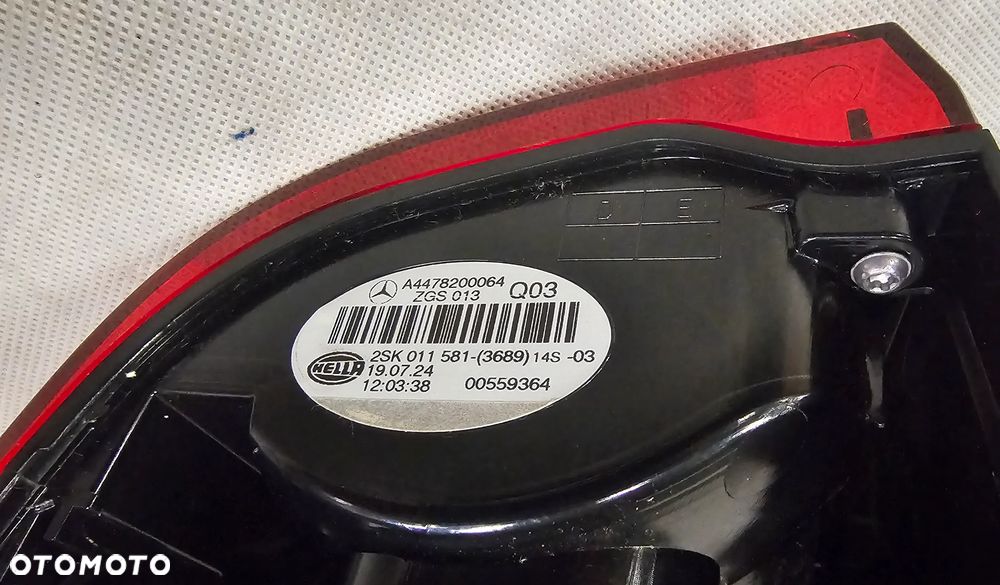 D E
A4478200064
ZGS 013 Q03
2SK 011 581-(3689) 14S -03
HELLA 19.07.24
12:03:38 00559364
OTOMOTO